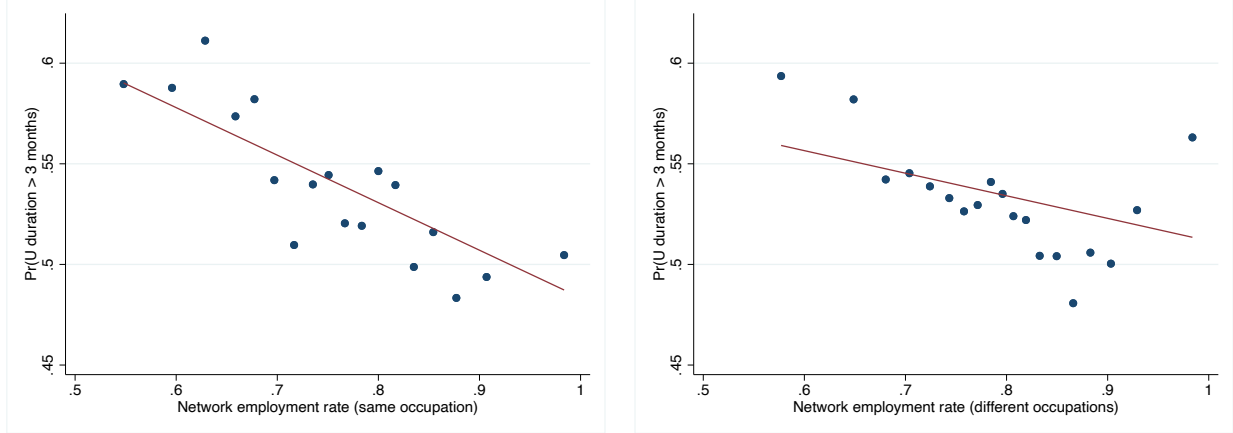 .6
.55
.5
.45
Pr(U duration > 3 months)
.5 .6 .7 .8 .9 1
Network employment rate (same occupation)
.6
.55
.5
.45
Pr(U duration > 3 months)
.5 .6 .7 .8 .9 1
Network employment rate (different occupations)